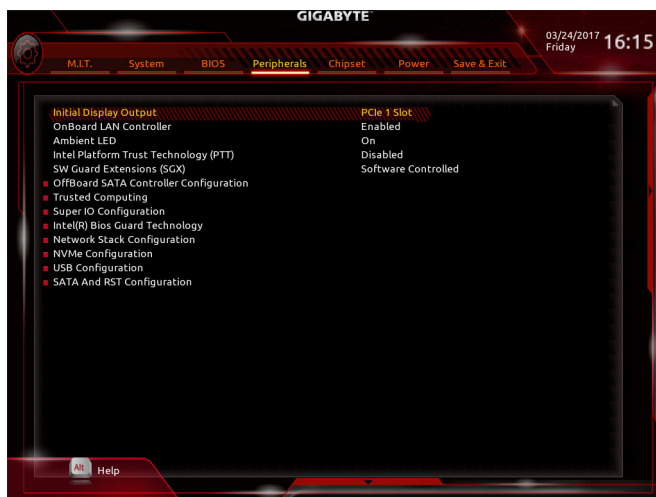 GIGABYTE
03/24/2017
Friday
16:15
M.I.T. System BIOS Peripherals Chipset Power Save & Exit
Initial Display Output PCIe 1 Slot
OnBoard LAN Controller Enabled
Ambient LED On
Intel Platform Trust Technology (PTT) Disabled
SW Guard Extensions (SGX) Software Controlled
OffBoard SATA Controller Configuration
Trusted Computing
Super IO Configuration
Intel(R) Bios Guard Technology
Network Stack Configuration
NVMe Configuration
USB Configuration
SATA And RST Configuration
Alt Help